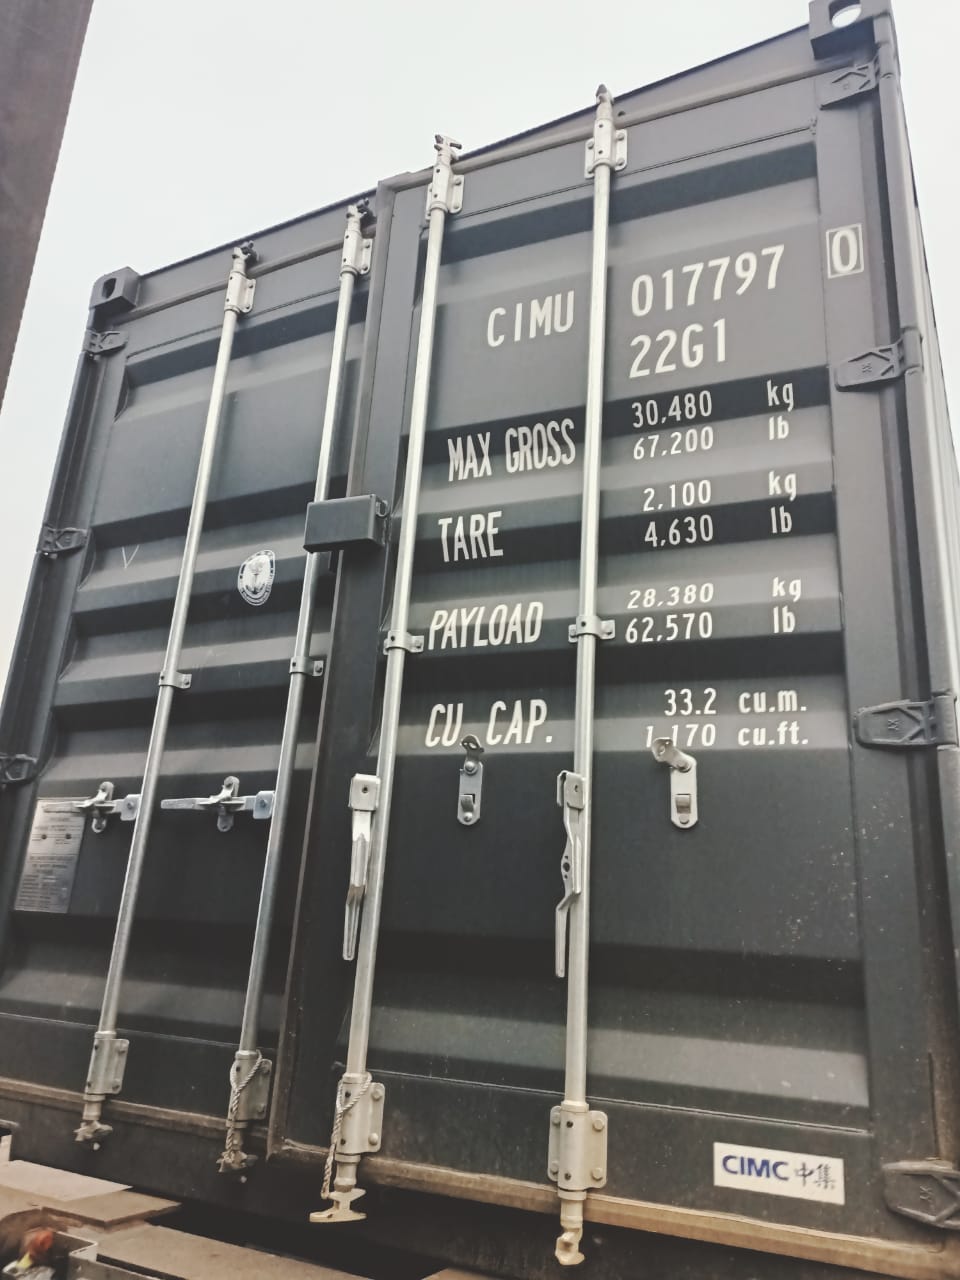 CIMU 017797 0
22G1
MAX GROSS 30,480 kg
67,200 lb
TARE 2,100 kg
4,630 lb
PAYLOAD 28,380 kg
62,570 lb
CU. CAP. 33.2 cu.m.
1,170 cu.ft.
CIMC 中集